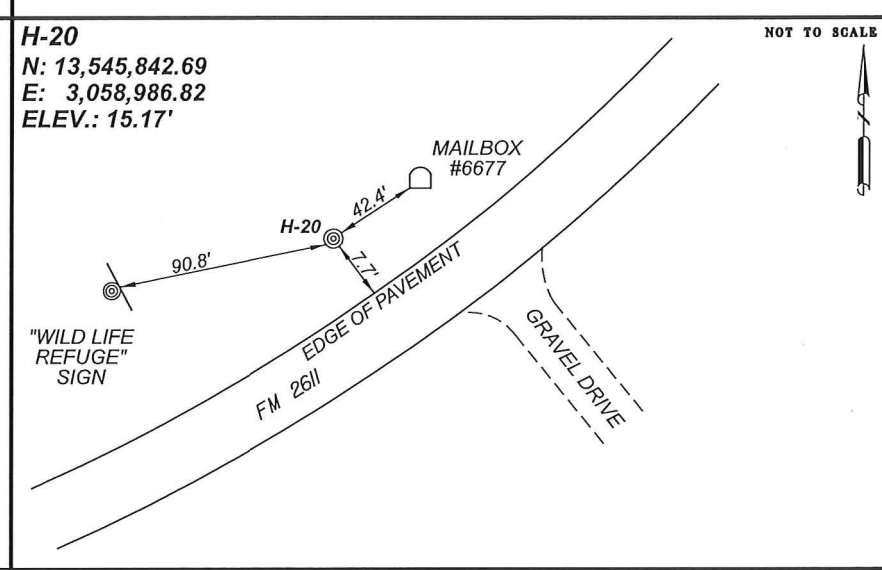 H-20
N: 13,545,842.69
E: 3,058,986.82
ELEV.: 15.17'
NOT TO SCALE
MAILBOX
#6677
42.4'
H-20
90.8'
7.7'
"WILD LIFE
REFUGE"
SIGN
EDGE OF PAVEMENT
FM 2611
GRAVEL DRIVE